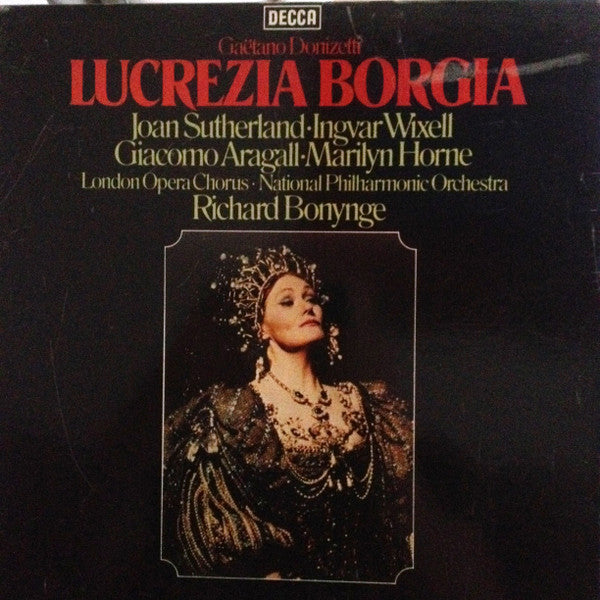 DECCA
Gaëtano Donizetti
LUCREZIA BORGIA
Joan Sutherland·Ingvar Wixell
Giacomo Aragall·Marilyn Horne
London Opera Chorus · National Philharmonic Orchestra
Richard Bonynge